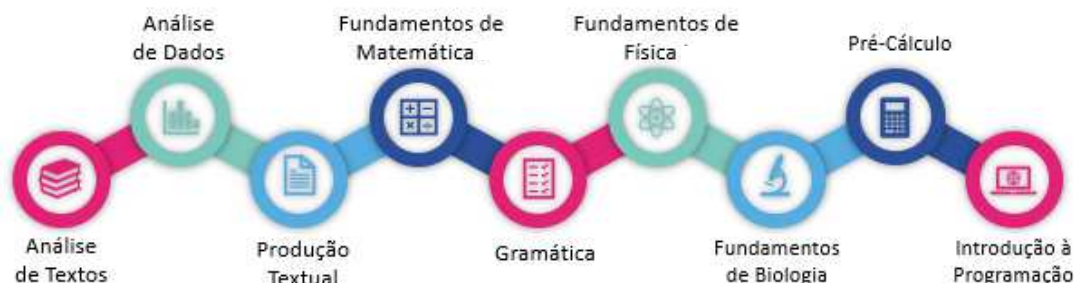 Análise
de Dados
Fundamentos de
Matemática
Fundamentos de
Física
Pré-Cálculo
Análise
de Textos
Produção
Textual
Gramática
Fundamentos
de Biologia
Introdução à
Programação